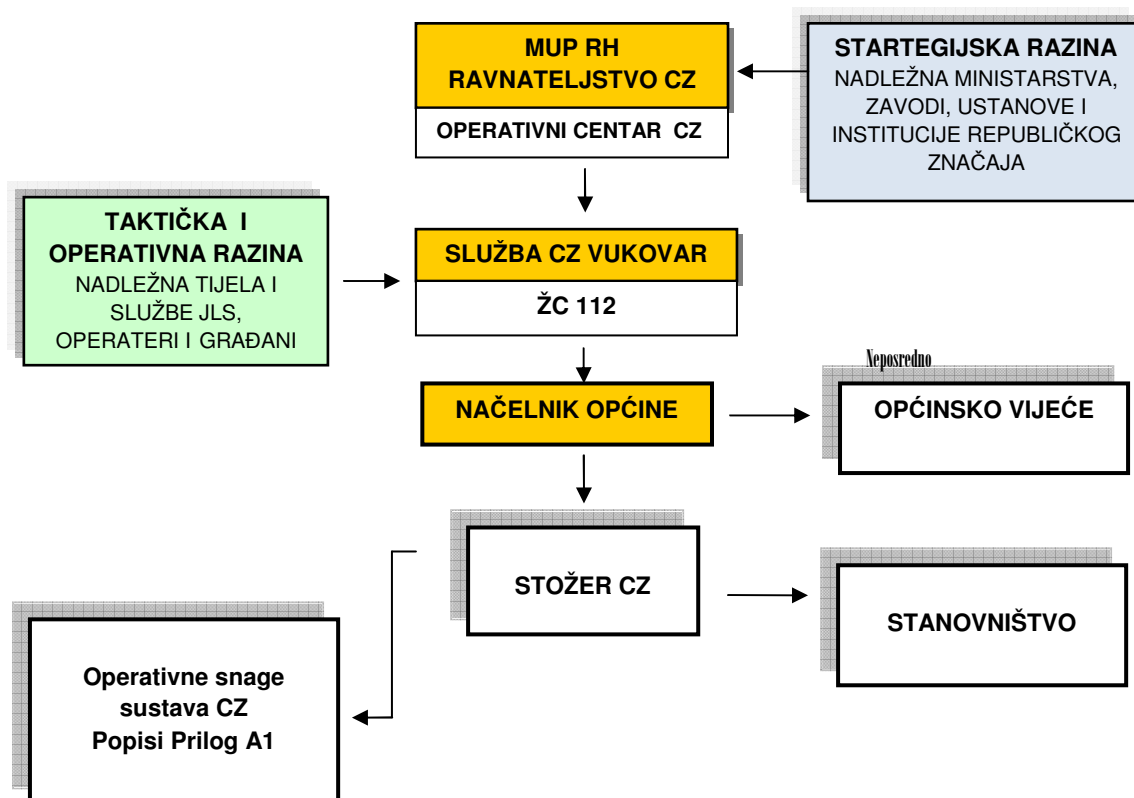 MUP RH
RAVNATELJSTVO CZ
OPERATIVNI CENTAR CZ
STARTEGIJSKA RAZINA
NADLEŽNA MINISTARSTVA,
ZAVODI, USTANOVE I
INSTITUCIJE REPUBLIČKOG
ZNAČAJA
TAKTIČKA I
OPERATIVNA RAZINA
NADLEŽNA TIJELA I
SLUŽBE JLS,
OPERATERI I GRAĐANI
SLUŽBA CZ VUKOVAR
ŽC 112
NAČELNIK OPĆINE
Neposredno
OPĆINSKO VIJEĆE
STOŽER CZ
STANOVNIŠTVO
Operativne snage
sustava CZ
Popisi Prilog A1